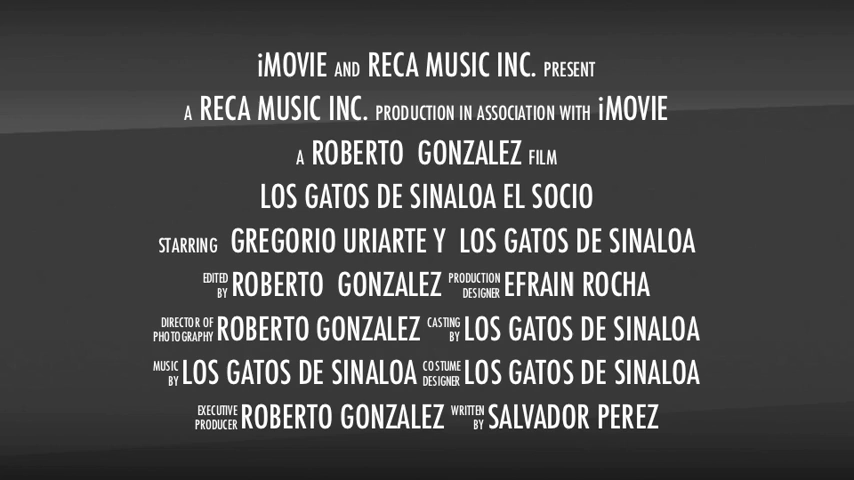 iMOVIE AND RECA MUSIC INC. PRESENT
A RECA MUSIC INC. PRODUCTION IN ASSOCIATION WITH iMOVIE
A ROBERTO GONZALEZ FILM
LOS GATOS DE SINALOA EL SOCIO
STARRING GREGORIO URIARTE Y LOS GATOS DE SINALOA
EDITED BY ROBERTO GONZALEZ PRODUCTION DESIGNER EFRAIN ROCHA
DIRECTOR OF PHOTOGRAPHY ROBERTO GONZALEZ CASTING BY LOS GATOS DE SINALOA
MUSIC BY LOS GATOS DE SINALOA COSTUME DESIGNER LOS GATOS DE SINALOA
EXECUTIVE PRODUCER ROBERTO GONZALEZ WRITTEN BY SALVADOR PEREZ